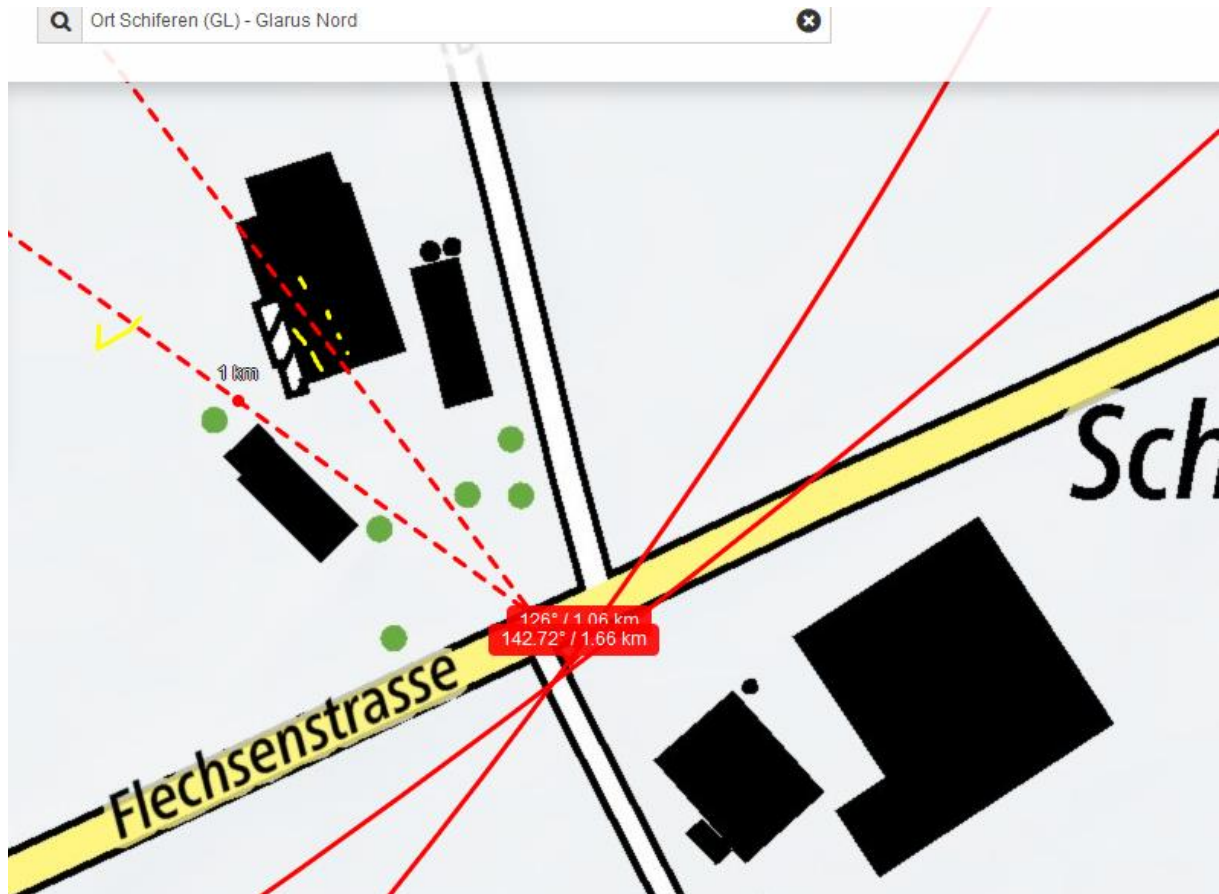 Ort Schiferen (GL) - Glarus Nord
1 km
Sch
126° / 1.06 km
142.72° / 1.66 km
Flechsenstrasse